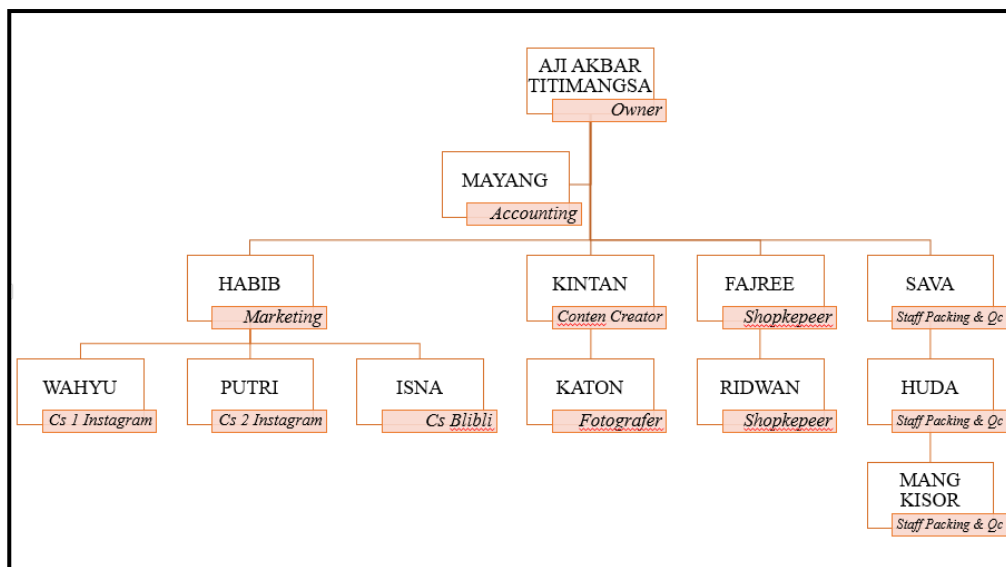 AJI AKBAR
TITIMANGSA
Owner
MAYANG
Accounting
HABIB
Marketing
KINTAN
Conten Creator
FAJREE
Shopkepeer
SAVA
Staff Packing & Qc
WAHYU
Cs 1 Instagram
PUTRI
Cs 2 Instagram
ISNA
Cs Blibli
KATON
Fotografer
RIDWAN
Shopkepeer
HUDA
Staff Packing & Qc
MANG
KISOR
Staff Packing & Qc